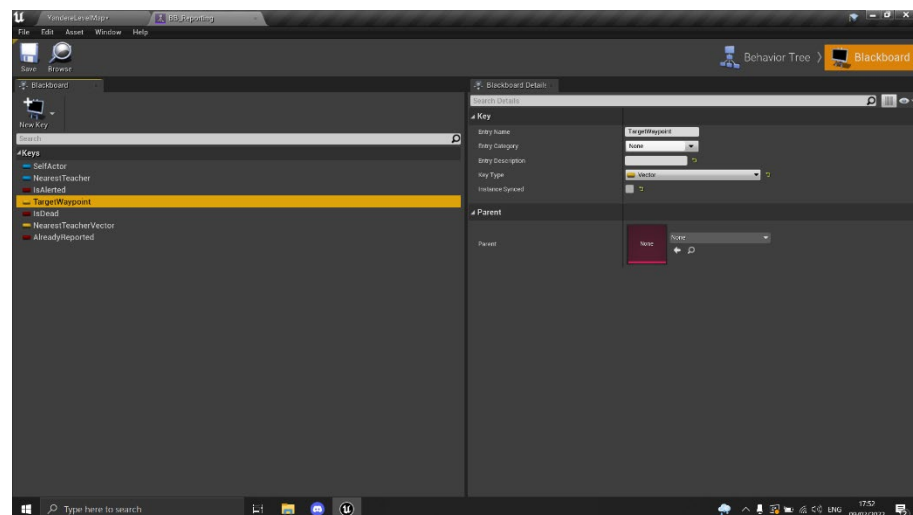 YandereLevelMap*
BB_Reporting
File Edit Asset Window Help
Save Browse
Behavior Tree
Blackboard
Blackboard
Blackboard Details
New Key
Search Details
Search
Key
Keys
Entry Name
TargetWaypoint
SelfActor
Entry Category
None
NearestTeacher
Entry Description
IsAlerted
Key Type
Vector
TargetWaypoint
Instance Synced
IsDead
Parent
NearestTeacherVector
AlreadyReported
Parent
None
None
Type here to search
ENG
17:52